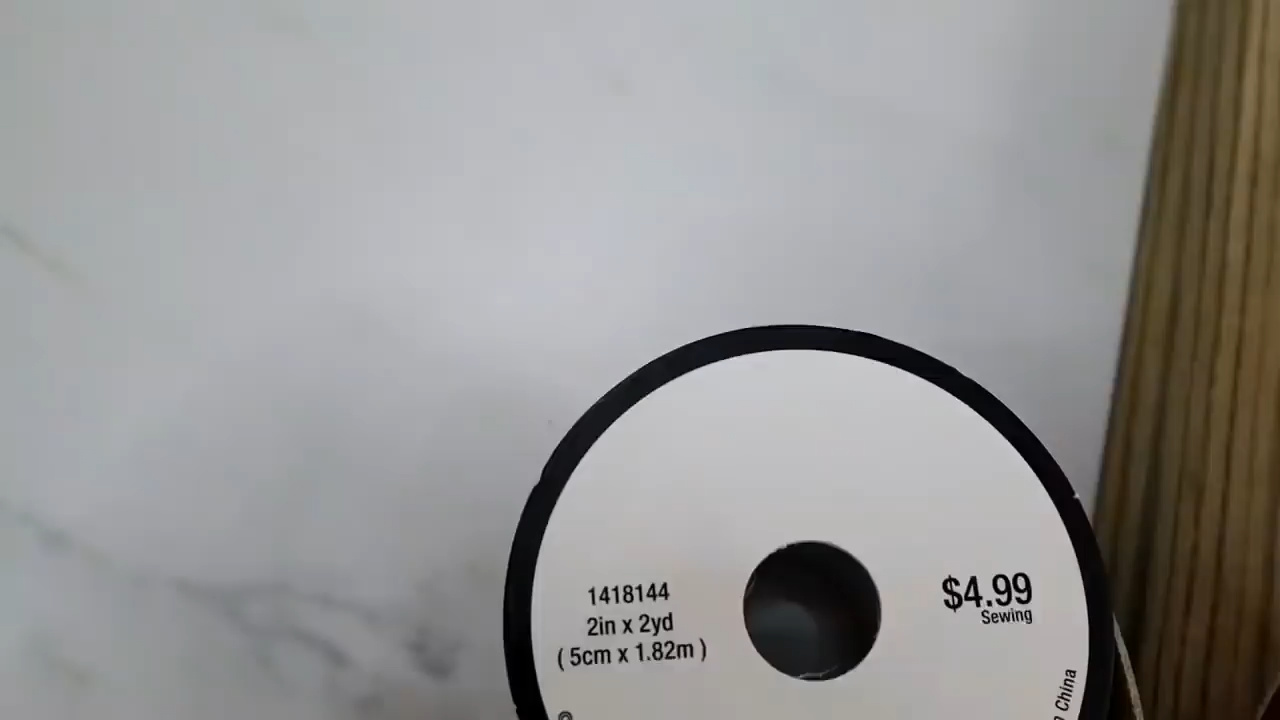 1418144
2in x 2yd
( 5cm x 1.82m )
$4.99
Sewing
China